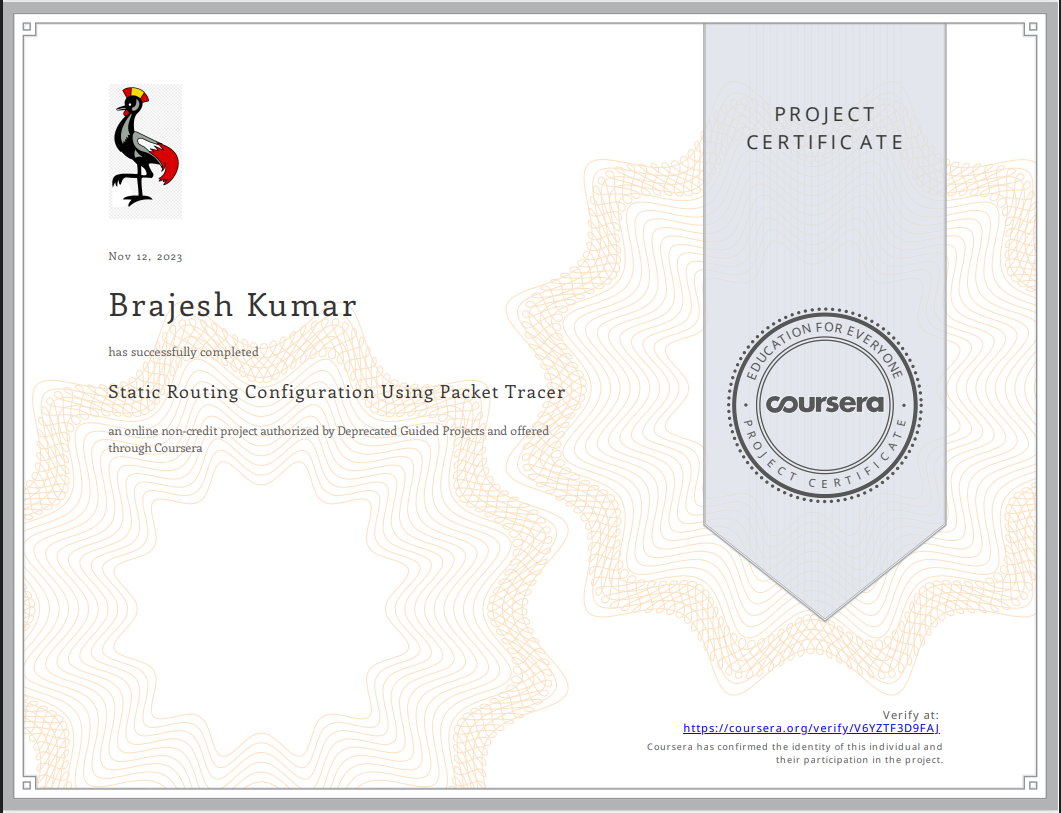 PROJECT
CERTIFICATE
Nov 12, 2023
Brajesh Kumar
has successfully completed
Static Routing Configuration Using Packet Tracer
an online non-credit project authorized by Deprecated Guided Projects and offered
through Coursera
EDUCATION FOR EVERYONE
coursera
PROJECT CERTIFICATE
Verify at:
https://coursera.org/verify/V6YZTF3D9FAJ
Coursera has confirmed the identity of this individual and
their participation in the project.